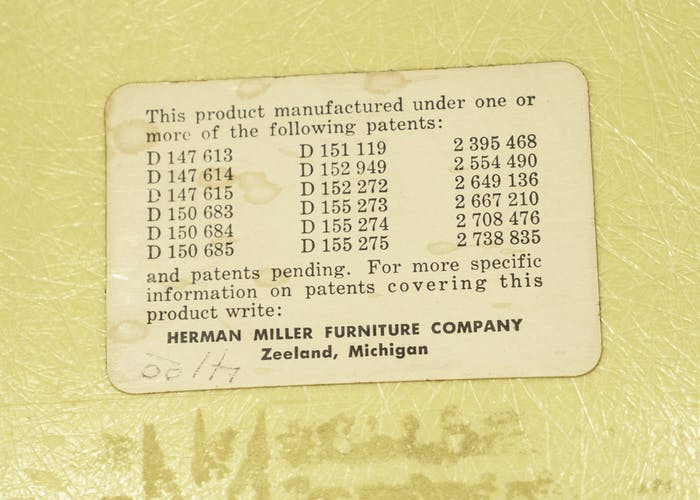 This product manufactured under one or
more of the following patents:
D 147 613 D 151 119 2 395 468
D 147 614 D 152 949 2 554 490
D 147 615 D 152 272 2 649 136
D 150 683 D 155 273 2 667 210
D 150 684 D 155 274 2 708 476
D 150 685 D 155 275 2 738 835
and patents pending. For more specific
information on patents covering this
product write:
HERMAN MILLER FURNITURE COMPANY
Zeeland, Michigan